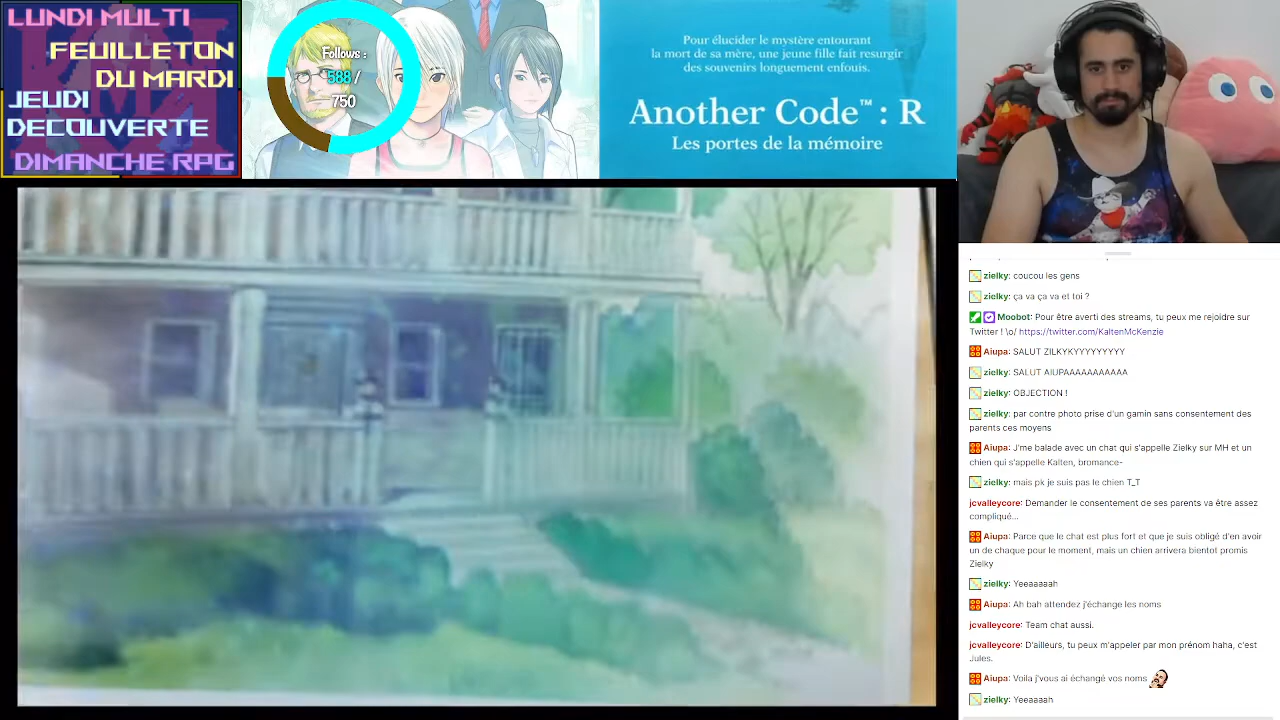 LUNDI MULTI
FEUILLETON
DU MARDI
JEUDI
DECOUVERTE
DIMANCHE RPG
Follows :
588 /
750
Pour élucider le mystère entourant
la mort de sa mère, une jeune fille fait resurgir
des souvenirs longuement enfouis.
Another Code™ : R
Les portes de la mémoire
zielky: coucou les gens
zielky: ça va ça va et toi ?
Moobot: Pour être averti des streams, tu peux me rejoidre sur
Twitter ! \o/ https://twitter.com/KaltenMcKenzie
Aiupa: SALUT ZILKYKYYYYYYYYY
zielky: SALUT AIUPAAAAAAAAAAA
zielky: OBJECTION !
zielky: par contre photo prise d'un gamin sans consentement des
parents ces moyens
Aiupa: J'me balade avec un chat qui s'appelle Zielky sur MH et un
chien qui s'appelle Kalten, bromance-
zielky: mais pk je suis pas le chien T_T
jcvalleycore: Demander le consentement de ses parents va être assez
compliqué...
Aiupa: Parce que le chat est plus fort et que je suis obligé d'en avoir
un de chaque pour le moment, mais un chien arrivera bientot promis
Zielky
zielky: Yeeaaaaah
Aiupa: Ah bah attendez j'échange les noms
jcvalleycore: Team chat aussi.
jcvalleycore: D'ailleurs, tu peux m'appeler par mon prénom haha, c'est
Jules.
Aiupa: Voila j'vous ai échangé vos noms
zielky: Yeeaaaah